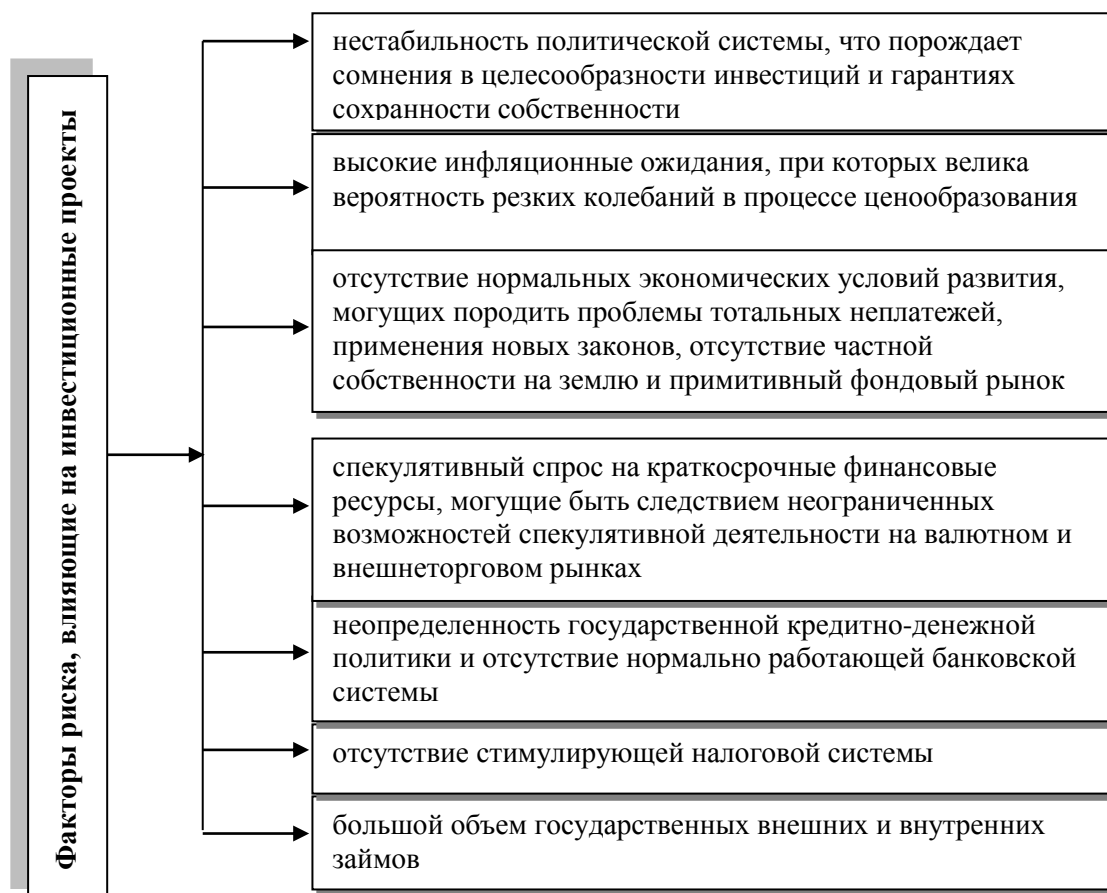 Факторы риска, влияющие на инвестиционные проекты
нестабильность политической системы, что порождает
сомнения в целесообразности инвестиций и гарантиях
сохранности собственности
высокие инфляционные ожидания, при которых велика
вероятность резких колебаний в процессе ценообразования
отсутствие нормальных экономических условий развития,
могущих породить проблемы тотальных неплатежей,
применения новых законов, отсутствие частной
собственности на землю и примитивный фондовый рынок
спекулятивный спрос на краткосрочные финансовые
ресурсы, могущие быть следствием неограниченных
возможностей спекулятивной деятельности на валютном и
внешнеторговом рынках
неопределенность государственной кредитно-денежной
политики и отсутствие нормально работающей банковской
системы
отсутствие стимулирующей налоговой системы
большой объем государственных внешних и внутренних
займов